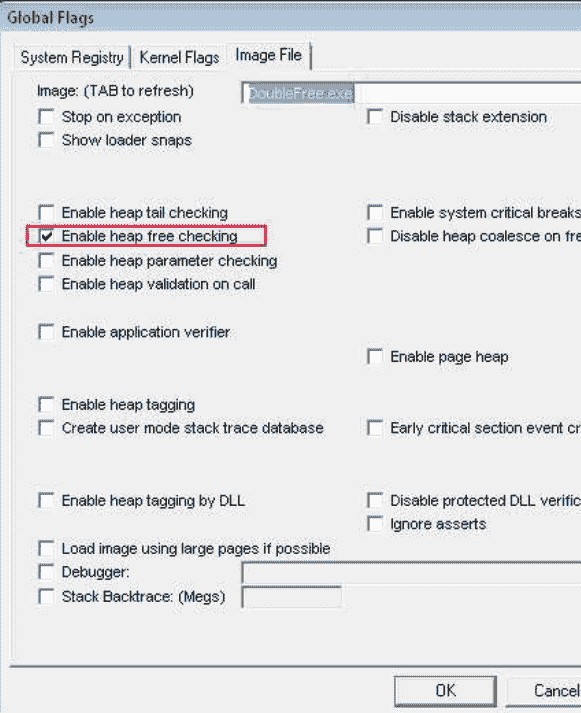 Global Flags
System Registry Kernel Flags Image File
Image: (TAB to refresh) DoubleFree.exe
Stop on exception Disable stack extension
Show loader snaps
Enable heap tail checking Enable system critical breaks
Enable heap free checking Disable heap coalesce on fre
Enable heap parameter checking
Enable heap validation on call
Enable application verifier
Enable page heap
Enable heap tagging
Create user mode stack trace database Early critical section event cr
Enable heap tagging by DLL Disable protected DLL verific
Ignore asserts
Load image using large pages if possible
Debugger:
Stack Backtrace: (Megs)
OK Cancel